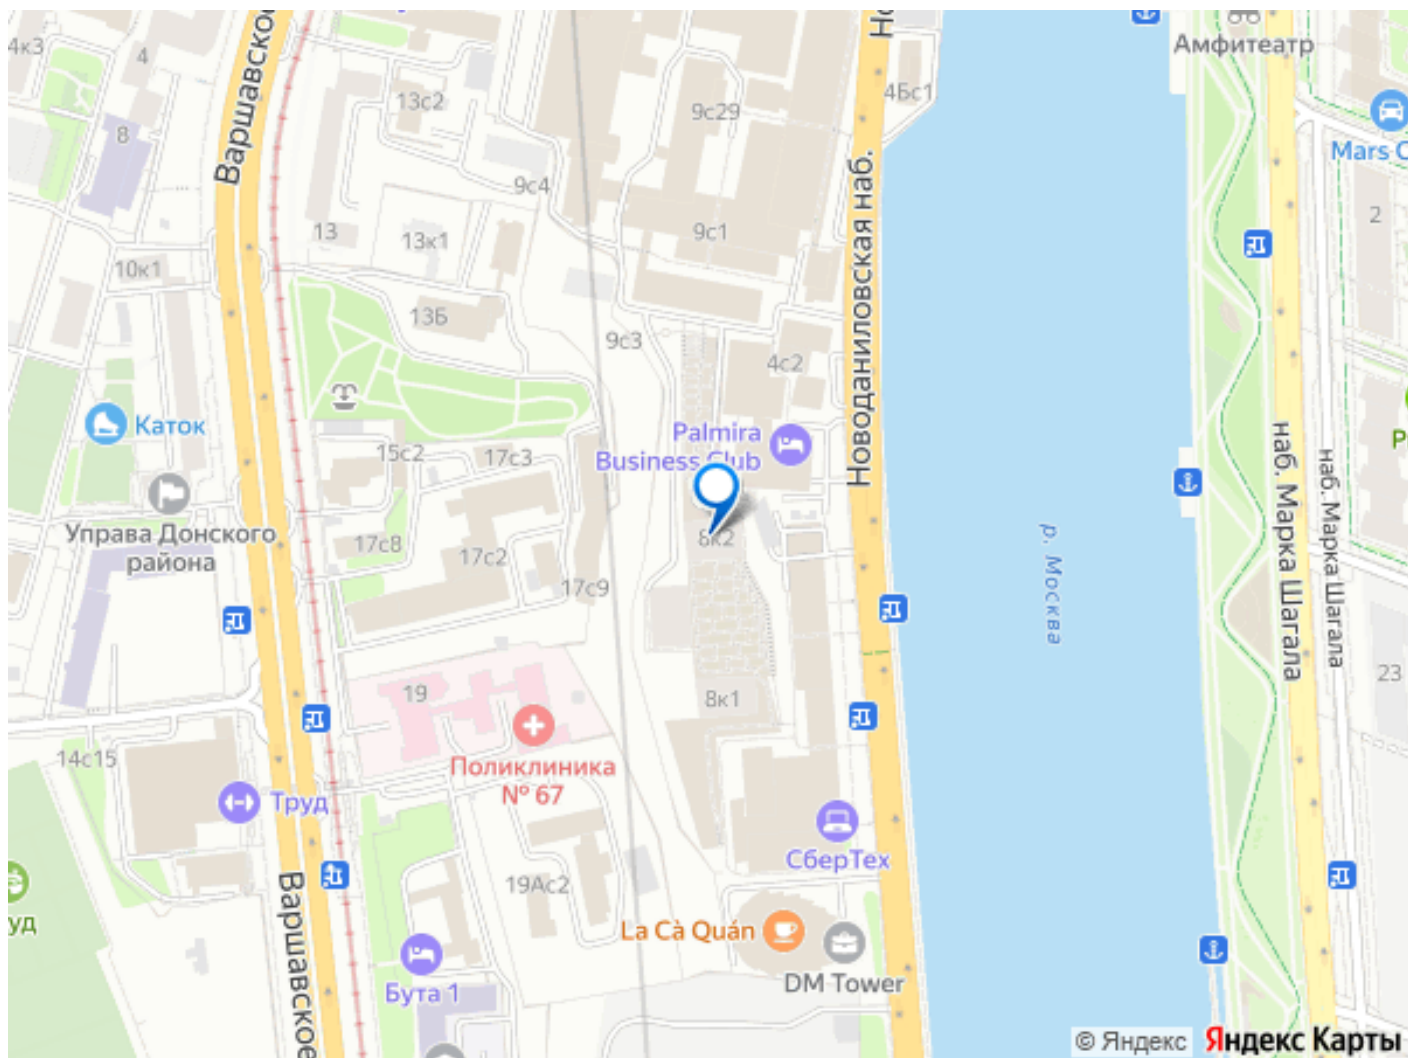 4к3
4
Варшавское
13с2
9с29
4Бс1
Амфитеатр
8
Mars
9с4
2
13
13к1
9с1
Новоданиловская наб.
10к1
13Б
9с3
4с2
Каток
Palmira
Business Club
15с2
17с3
Управа Донского
района
17с8
17с2
8к2
17с9
р. Москва
наб. Марка Шагала
наб. Марка Шагала
19
8к1
23
14с15
Поликлиника
№ 67
Труд
СберТех
19Ас2
La Cà Quán
DM Tower
Варшавское
Бута 1
© Яндекс
Яндекс Карты